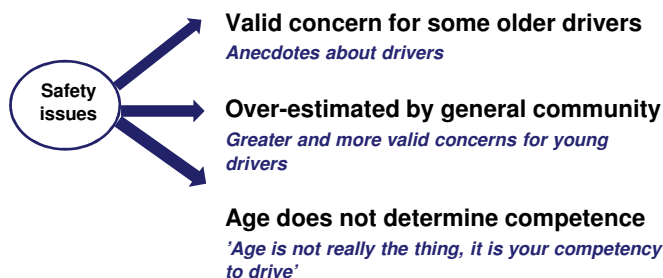 Safety
issues
Valid concern for some older drivers
Anecdotes about drivers
Over-estimated by general community
Greater and more valid concerns for young
drivers
Age does not determine competence
’Age is not really the thing, it is your competency
to drive’